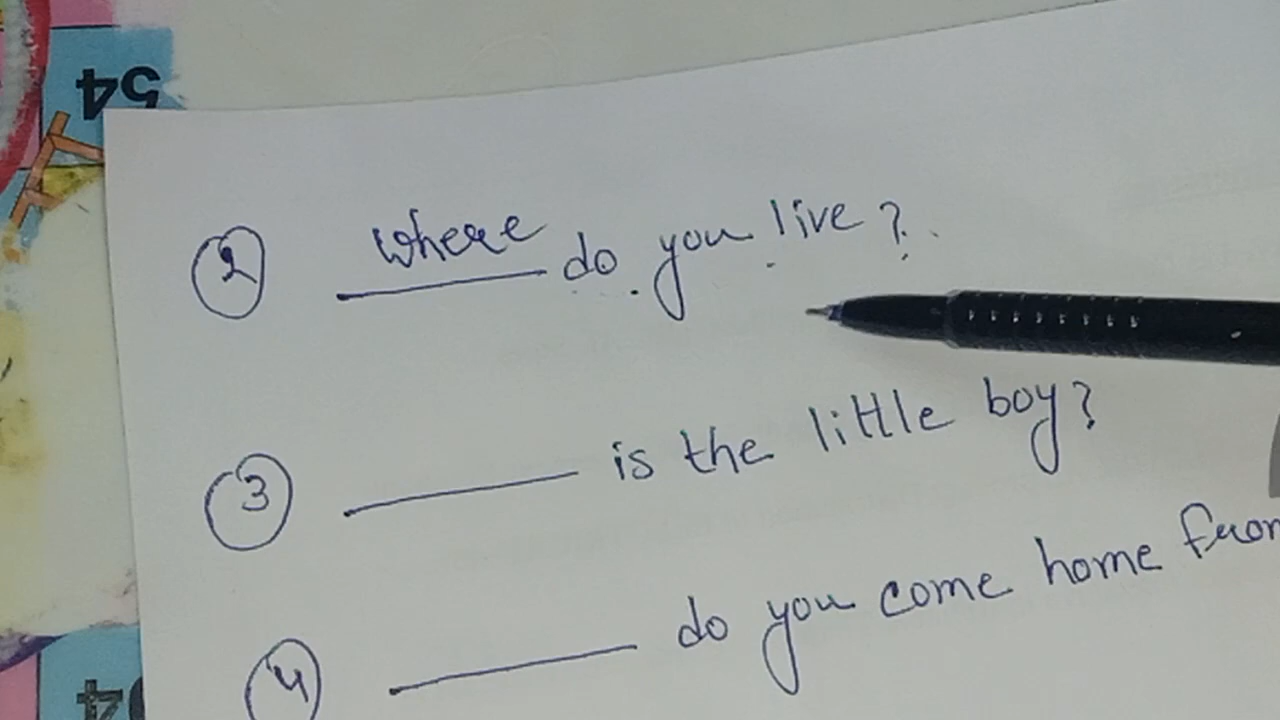 54
② Where do you live?
③ ______ is the little boy?
④ ______ do you come home